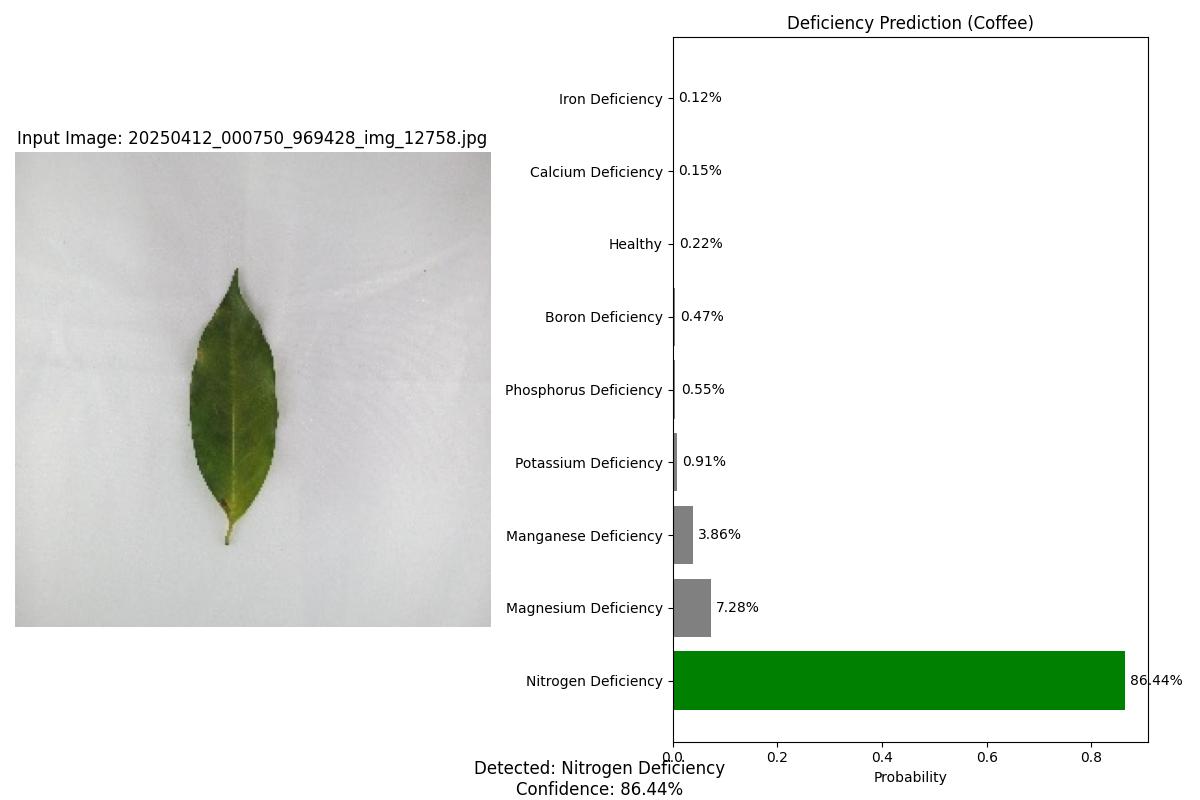 Input Image: 20250412_000750_969428_img_12758.jpg
Deficiency Prediction (Coffee)
Iron Deficiency 0.12%
Calcium Deficiency 0.15%
Healthy 0.22%
Boron Deficiency 0.47%
Phosphorus Deficiency 0.55%
Potassium Deficiency 0.91%
Manganese Deficiency 3.86%
Magnesium Deficiency 7.28%
Nitrogen Deficiency 86.44%
0.0 0.2 0.4 0.6 0.8
Probability
Detected: Nitrogen Deficiency
Confidence: 86.44%